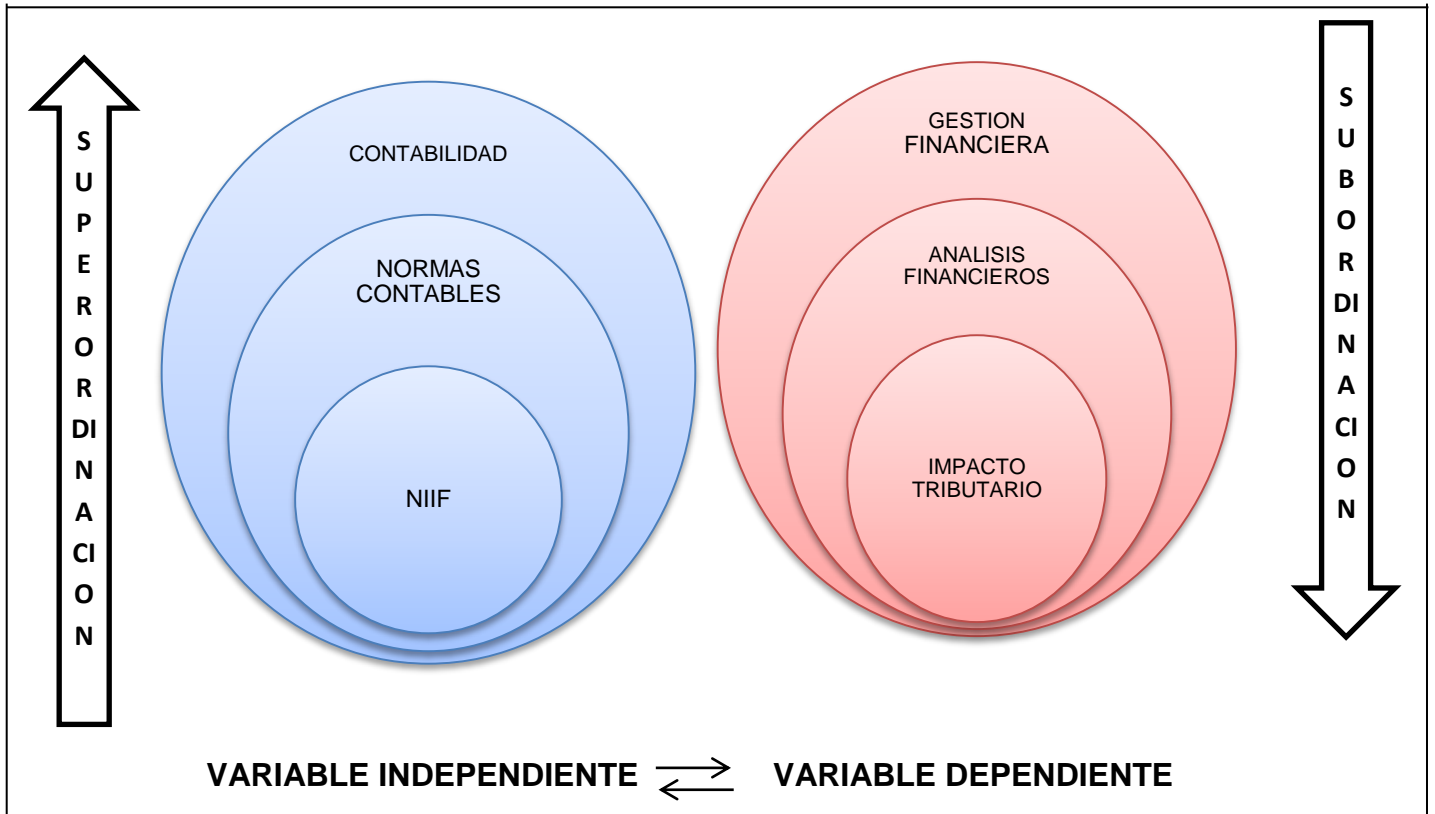 S
U
P
E
R
O
R
DI
N
A
CI
O
N
CONTABILIDAD
NORMAS
CONTABLES
NIIF
GESTION
FINANCIERA
ANALISIS
FINANCIEROS
IMPACTO
TRIBUTARIO
S
U
B
O
R
DI
N
A
CI
O
N
VARIABLE INDEPENDIENTE
VARIABLE DEPENDIENTE